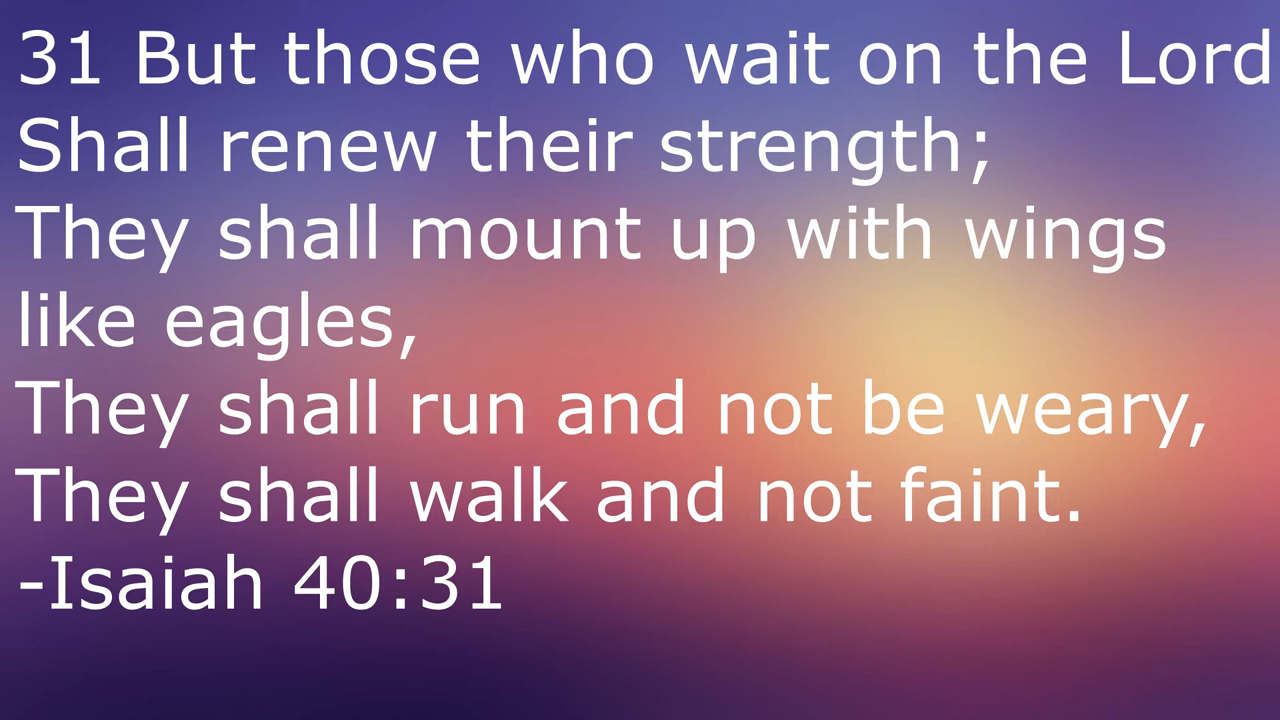 31 But those who wait on the Lord
Shall renew their strength;
They shall mount up with wings
like eagles,
They shall run and not be weary,
They shall walk and not faint.
-Isaiah 40:31